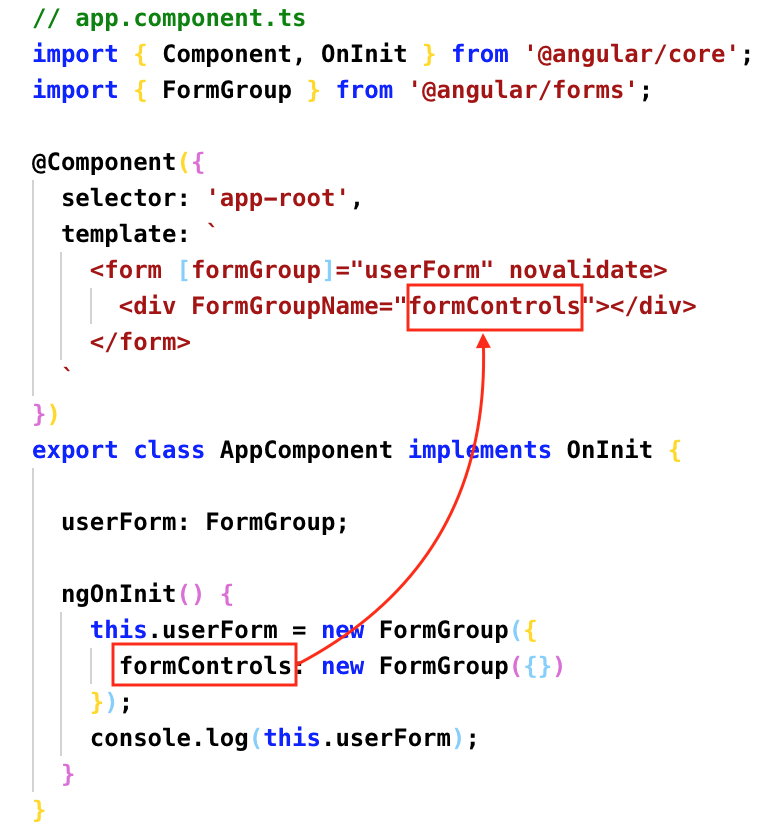 // app.component.ts
import { Component, OnInit } from '@angular/core';
import { FormGroup } from '@angular/forms';

@Component({
  selector: 'app-root',
  template: `
    <form [formGroup]="userForm" novalidate>
      <div FormGroupName="formControls"></div>
    </form>
  `
})
export class AppComponent implements OnInit {

  userForm: FormGroup;

  ngOnInit() {
    this.userForm = new FormGroup({
      formControls: new FormGroup({})
    });
    console.log(this.userForm);
  }
}